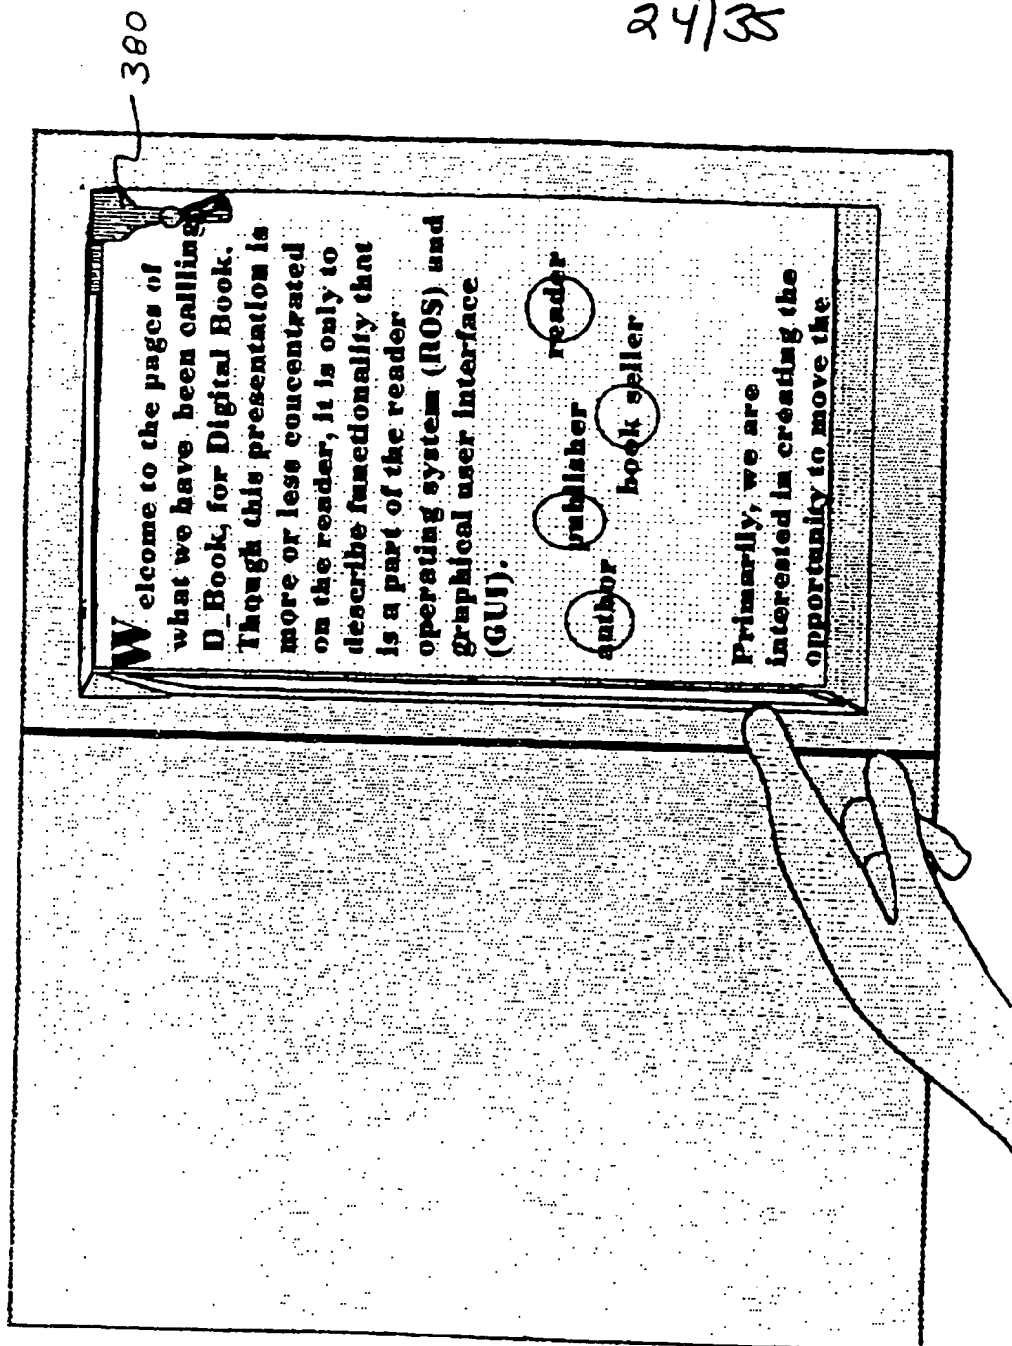 24/35
380
Welcome to the pages of
what we have been callling
D_Book, for Digital Book.
Though this presentation is
more or less concentrated
on the reader, it is only to
describe fumedionality that
is a part of the reader
operating system (ROS) and
graphical user interface
(GUI).
author
publisher
book seller
reader
Primarily, we are
interested in creating the
opportunity to move the